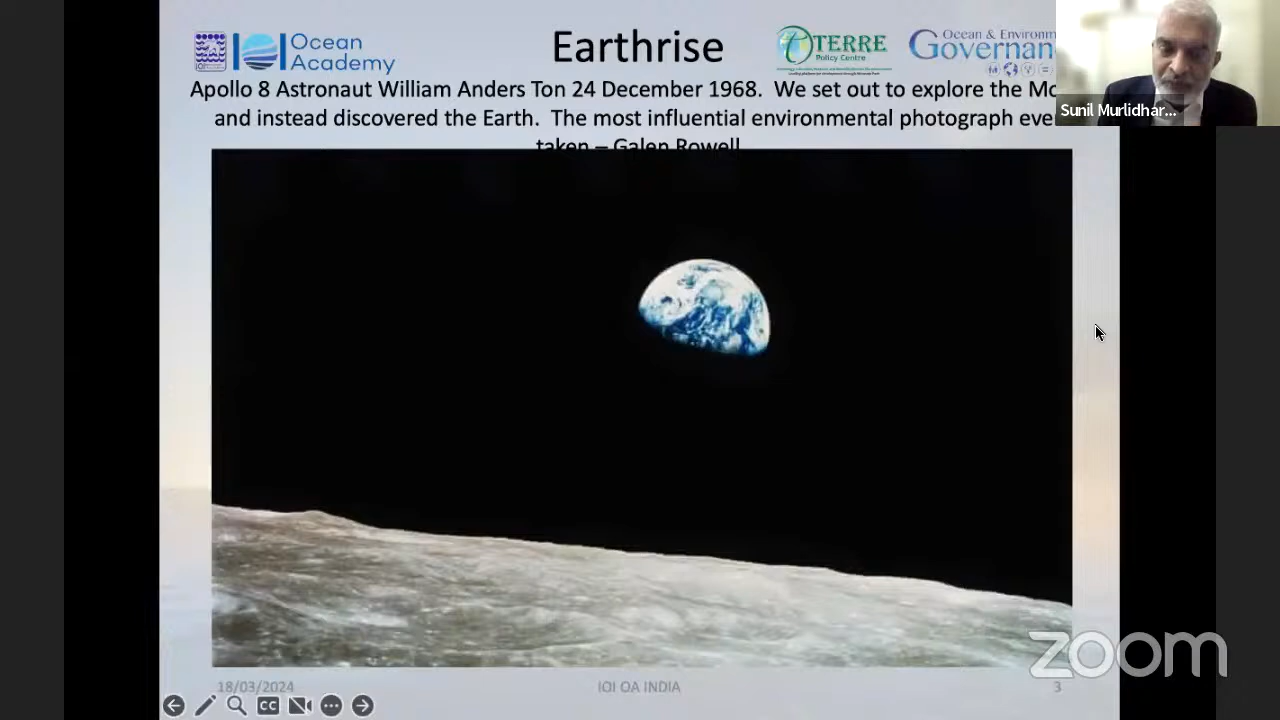 Ocean
Academy
Earthrise
TERRE
Policy Centre
Ocean & Environm
Governan
Apollo 8 Astronaut William Anders Ton 24 December 1968.  We set out to explore the Mo
and instead discovered the Earth.  The most influential environmental photograph eve
taken – Galen Rowell
Sunil Murlidhar...
zoom
18/03/2024
IOI OA INDIA
3
CC